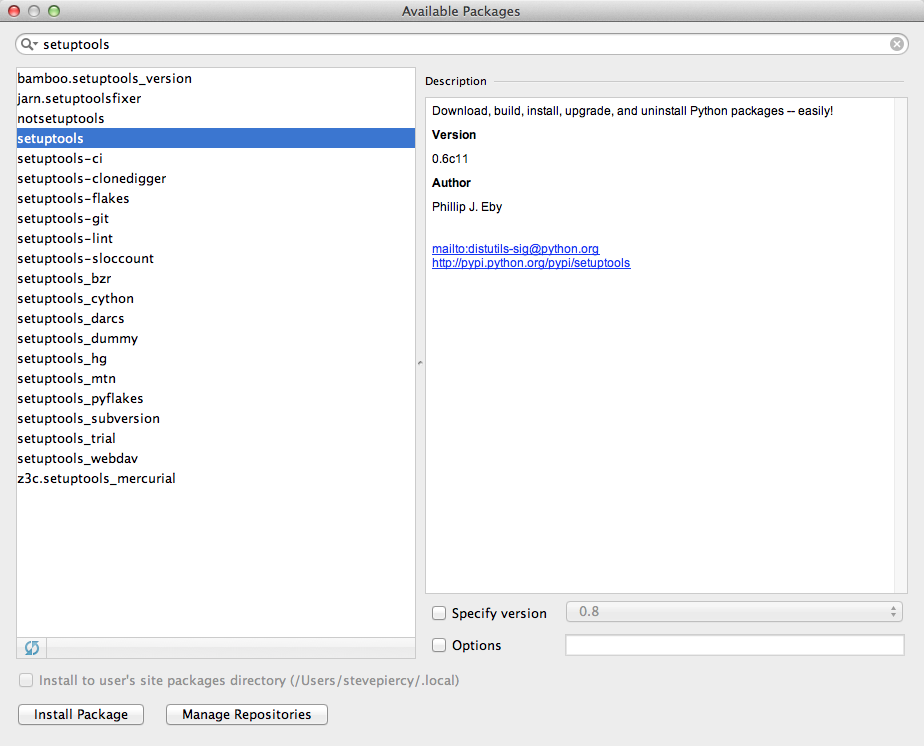 Available Packages
setuptools
bamboo.setuptools_version
jarn.setuptoolsfixer
notsetuptools
setuptools
setuptools-ci
setuptools-clonedigger
setuptools-flakes
setuptools-git
setuptools-lint
setuptools-sloccount
setuptools_bzr
setuptools_cython
setuptools_darcs
setuptools_dummy
setuptools_hg
setuptools_mtn
setuptools_pyflakes
setuptools_subversion
setuptools_trial
setuptools_webdav
z3c.setuptools_mercurial
Description
Download, build, install, upgrade, and uninstall Python packages -- easily!
Version
0.6c11
Author
Phillip J. Eby
mailto:distutils-sig@python.org
http://pypi.python.org/pypi/setuptools
Specify version 0.8
Options
Install to user's site packages directory (/Users/stevepiercy/.local)
Install Package Manage Repositories